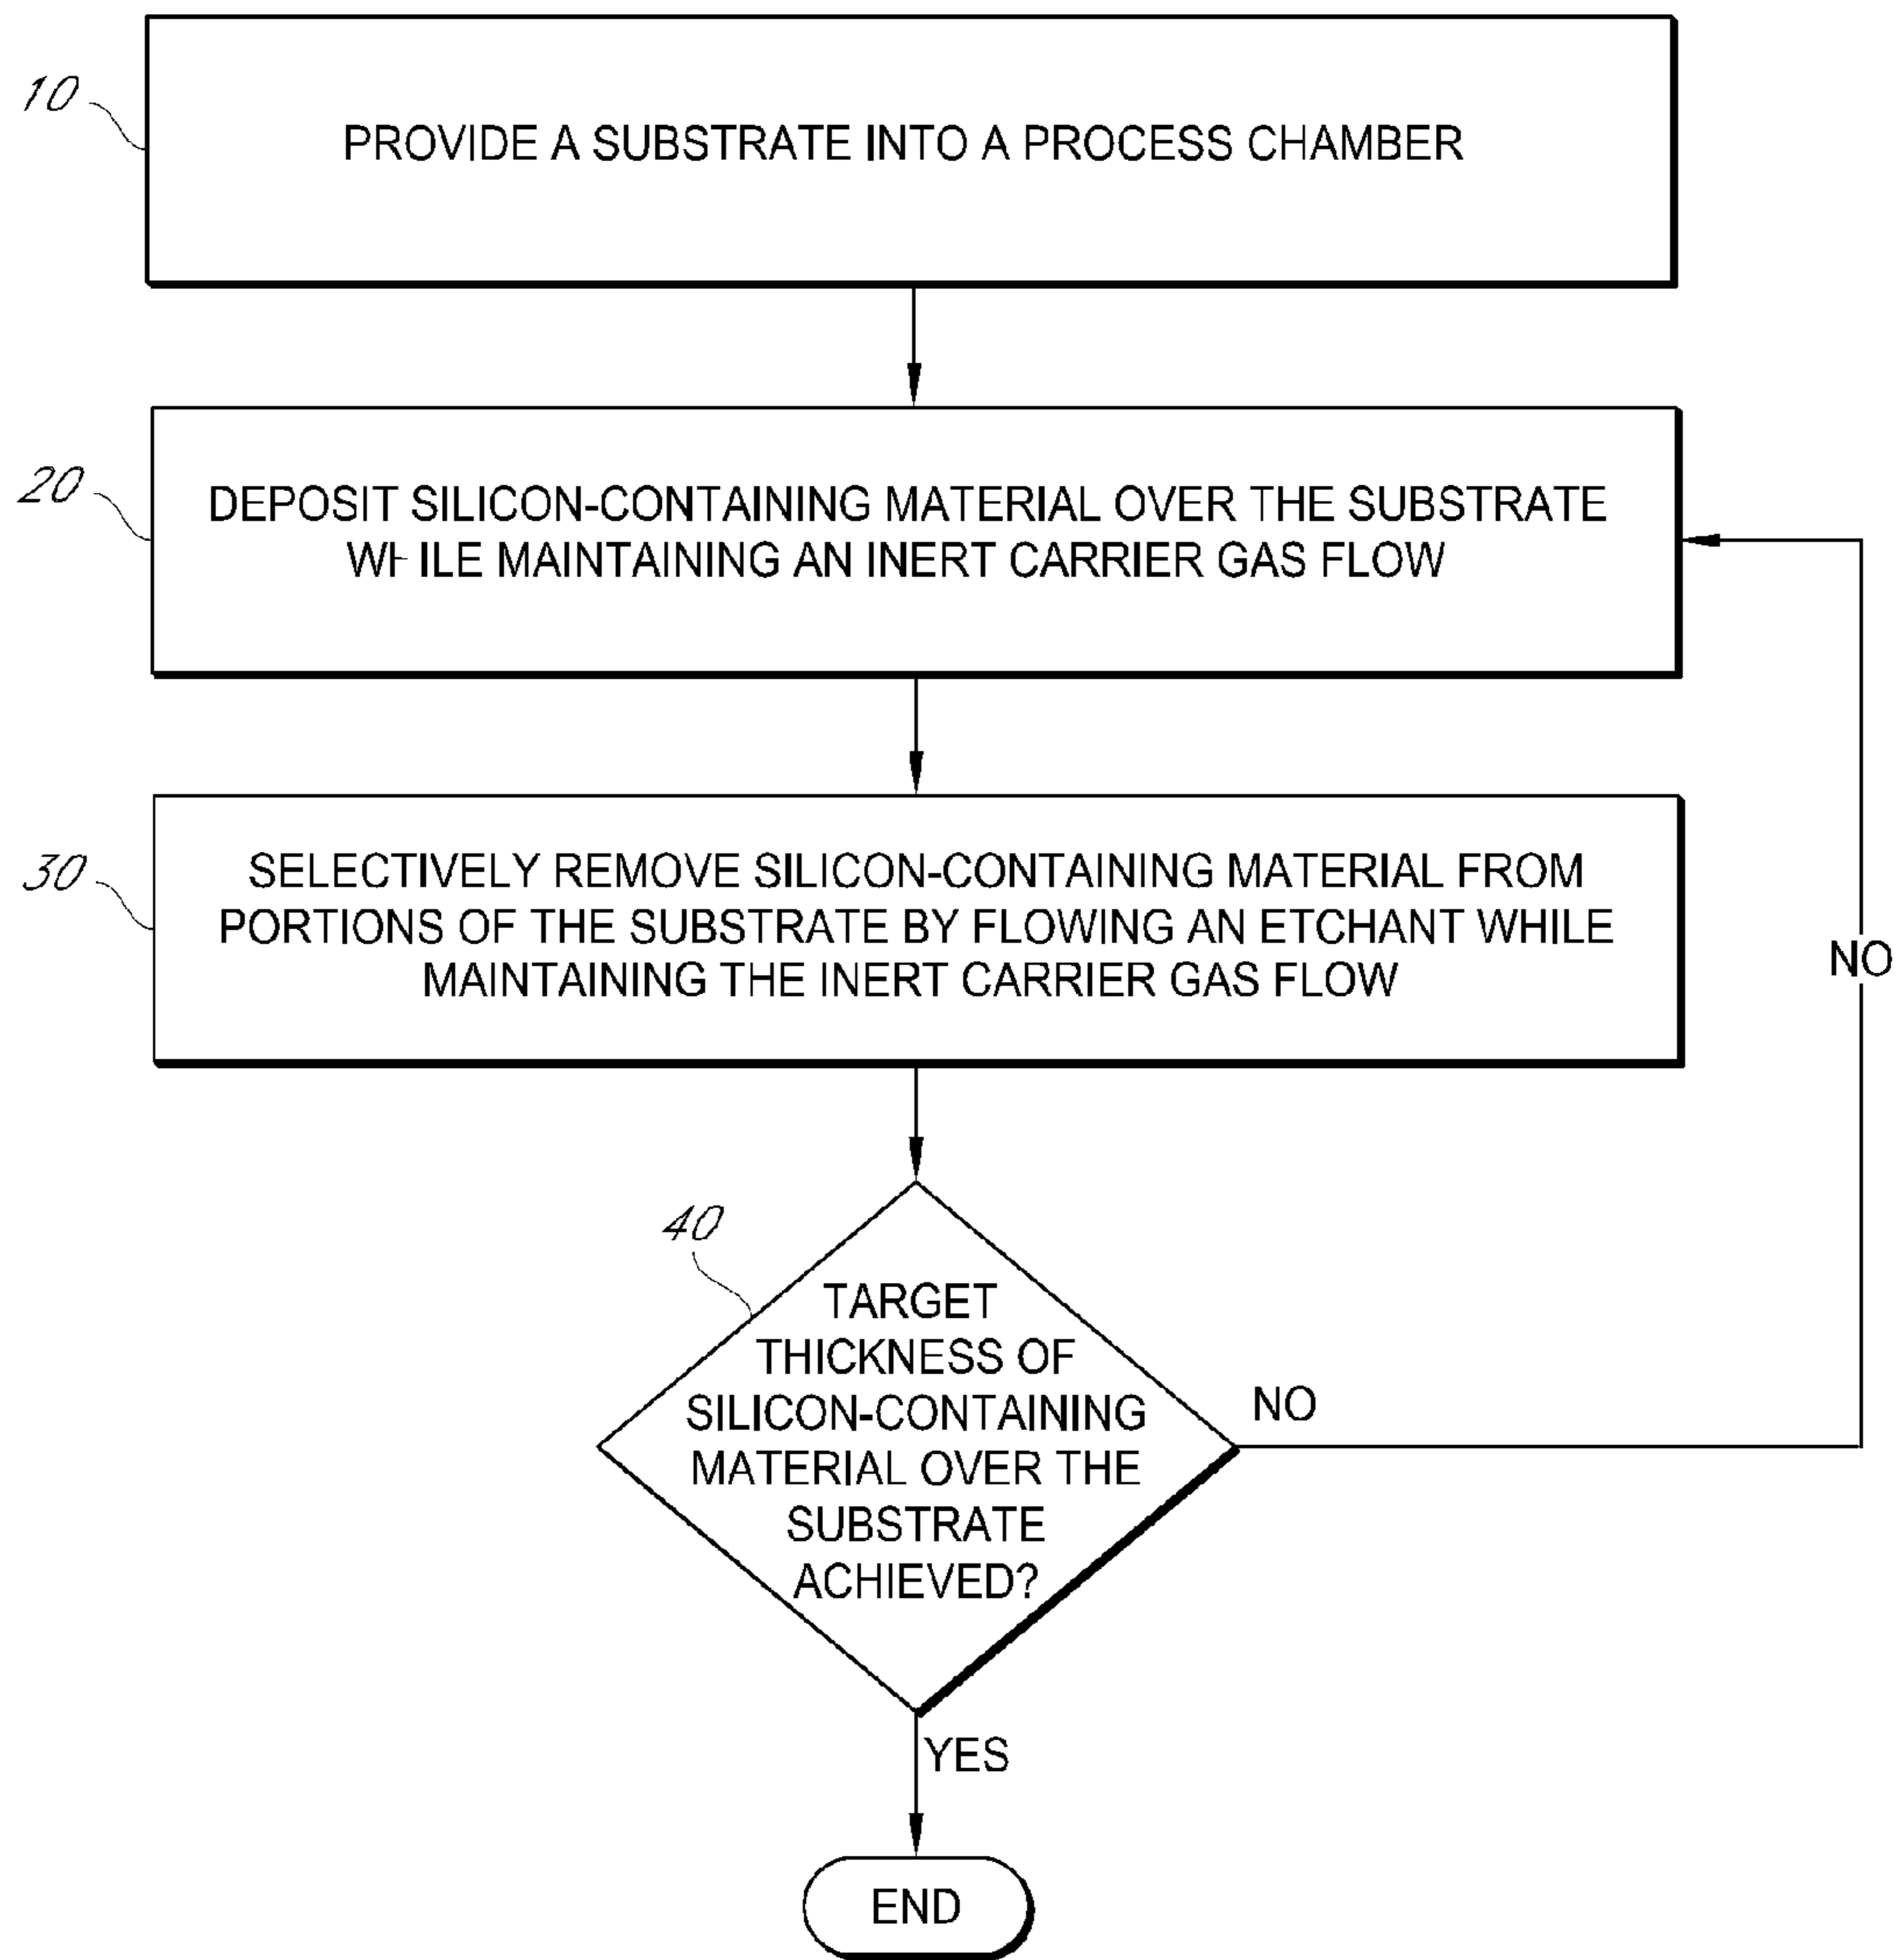 10
PROVIDE A SUBSTRATE INTO A PROCESS CHAMBER
20
DEPOSIT SILICON-CONTAINING MATERIAL OVER THE SUBSTRATE
WHILE MAINTAINING AN INERT CARRIER GAS FLOW
30
SELECTIVELY REMOVE SILICON-CONTAINING MATERIAL FROM
PORTIONS OF THE SUBSTRATE BY FLOWING AN ETCHANT WHILE
MAINTAINING THE INERT CARRIER GAS FLOW
NO
40
TARGET
THICKNESS OF
SILICON-CONTAINING
MATERIAL OVER THE
SUBSTRATE
ACHIEVED?
NO
YES
END